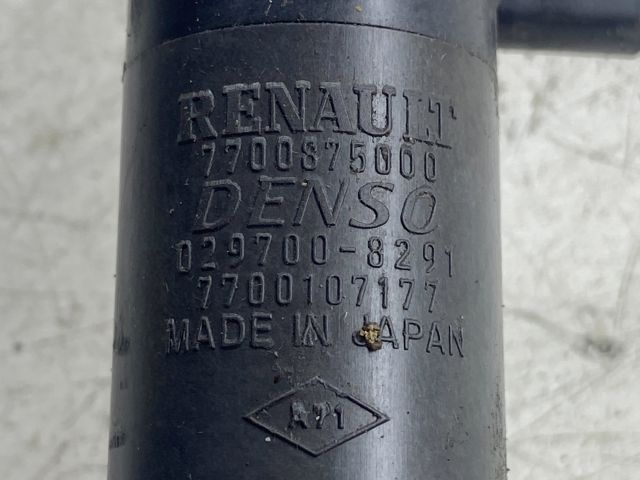 RENAULT
7700875000
DENSO
029700-8291
7700107177
MADE IN JAPAN
A71